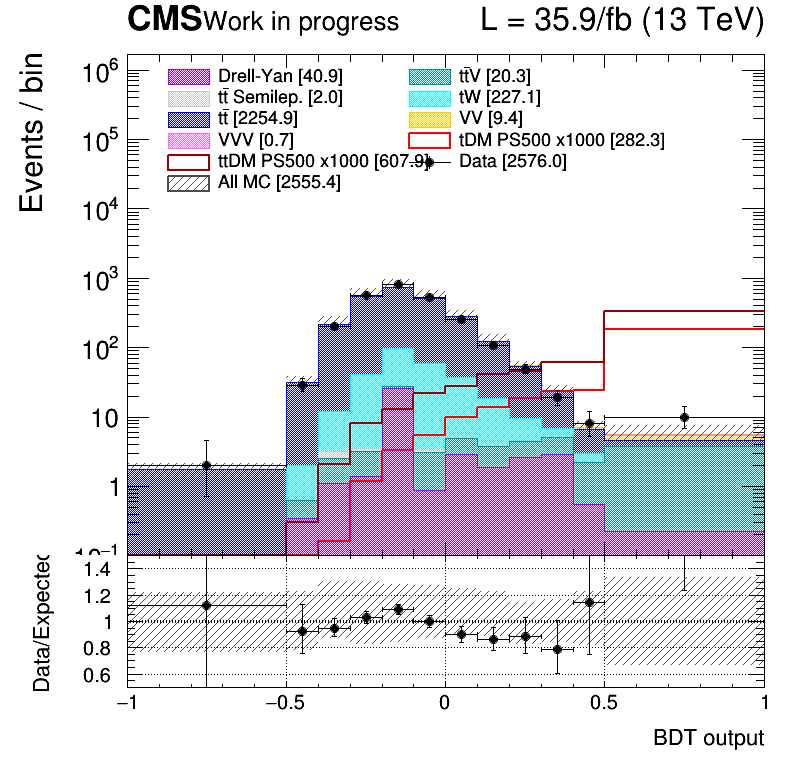 CMS Work in progress L = 35.9/fb (13 TeV)
Events / bin
Drell-Yan [40.9] tt̄V [20.3]
tt̄ Semilep. [2.0] tW [227.1]
tt̄ [2254.9] VV [9.4]
VVV [0.7] tDM PS500 x1000 [282.3]
ttDM PS500 x1000 [607.9] Data [2576.0]
All MC [2555.4]
10⁶
10⁵
10⁴
10³
10²
10
1
10⁻¹
Data/Expected
1.4
1.2
1
0.8
0.6
−1 −0.5 0 0.5 1
BDT output